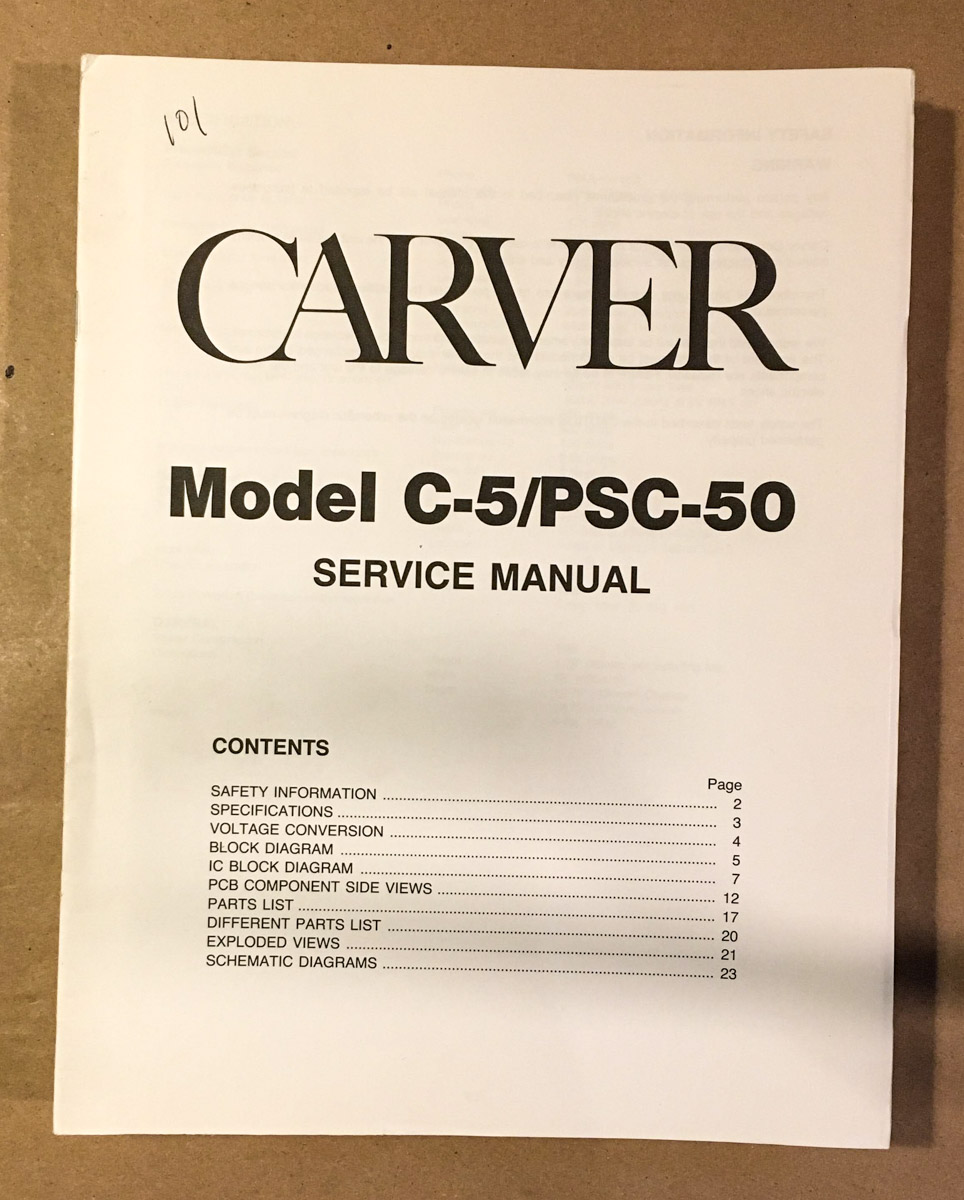 101
CARVER
Model C-5/PSC-50
SERVICE MANUAL
CONTENTS
Page
SAFETY INFORMATION ........................................ 2
SPECIFICATIONS ........................................ 3
VOLTAGE CONVERSION ........................................ 4
BLOCK DIAGRAM ........................................ 5
IC BLOCK DIAGRAM ........................................ 7
PCB COMPONENT SIDE VIEWS ........................................ 12
PARTS LIST ........................................ 17
DIFFERENT PARTS LIST ........................................ 20
EXPLODED VIEWS ........................................ 21
SCHEMATIC DIAGRAMS ........................................ 23